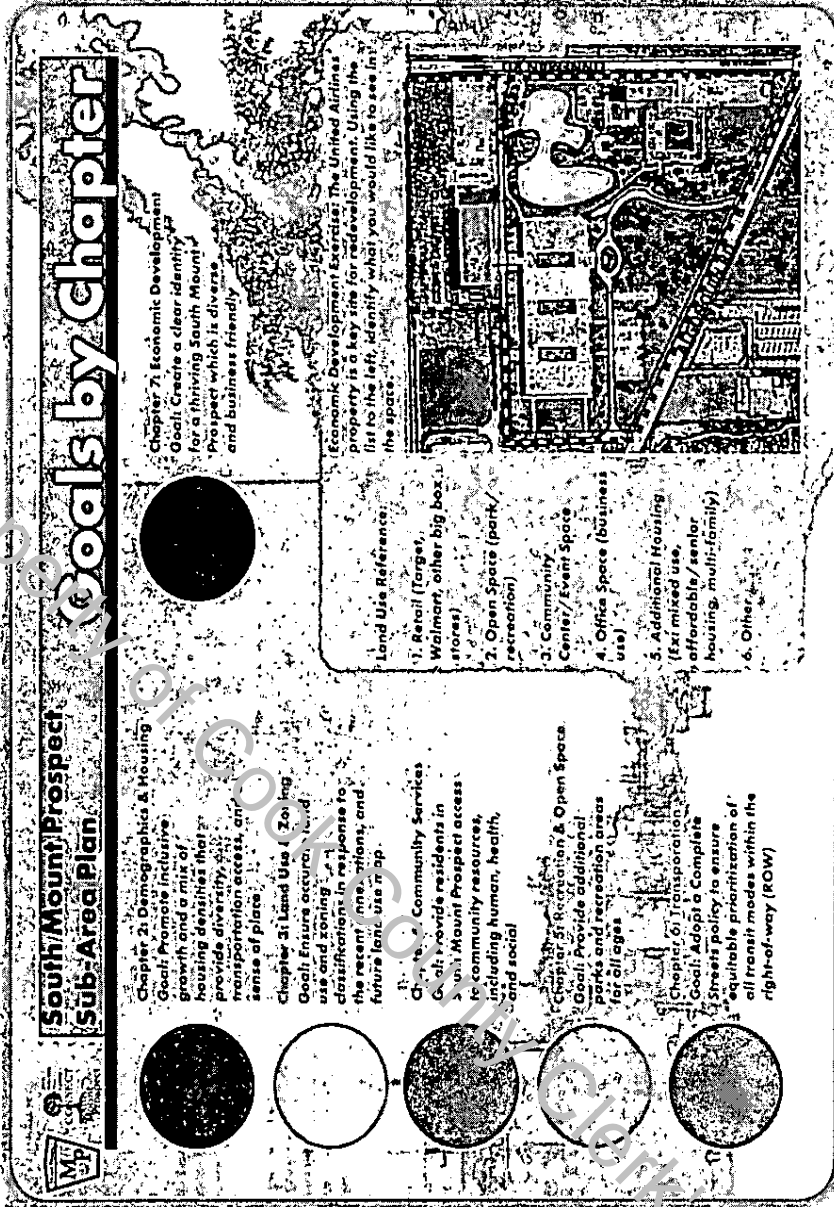 South Mount Prospect
Sub-Area Plan
Goals by Chapter
Chapter 2: Demographics & Housing
Goal: Promote inclusive
growth and a mix of
housing densities that
provide diversity,
transportation access, and
sense of place
Chapter 3: Land Use & Zoning
Goal: Ensure accurate land
use and zoning
classifications in response to
the recent annexations, and
future land use map
Community Services
Goal: Provide residents in
Mount Prospect access
to community resources,
including human, health,
and social
Chapter 5: Recreation & Open Space
Goal: Provide additional
parks and recreation areas
for all ages
Chapter 6: Transporation
Goal: Adopt a Complete
Streets policy to ensure
equitable prioritization of
all transit modes within the
right-of-way (ROW)
Chapter 7: Economic Development
Goal: Create a clear identity
for a thriving South Mount
Prospect which is diverse
and business friendly
Land Use Reference:
1. Retail (Target,
Walmart, other big box
stores)
2. Open Space (park/
recreation)
3. Community
Center/Event Space
4. Office Space (business
use)
5. Additional Housing
(Ex: mixed use,
affordable/senior
housing, multi-family)
6. Other
Economic Development Exercise: The United Airlines
property is a key site for redevelopment. Using the
list to the left, identify what you would like to see in
the space.
MP
CONNECT
LINNEMAN RD
Property of Cook County Clerk's